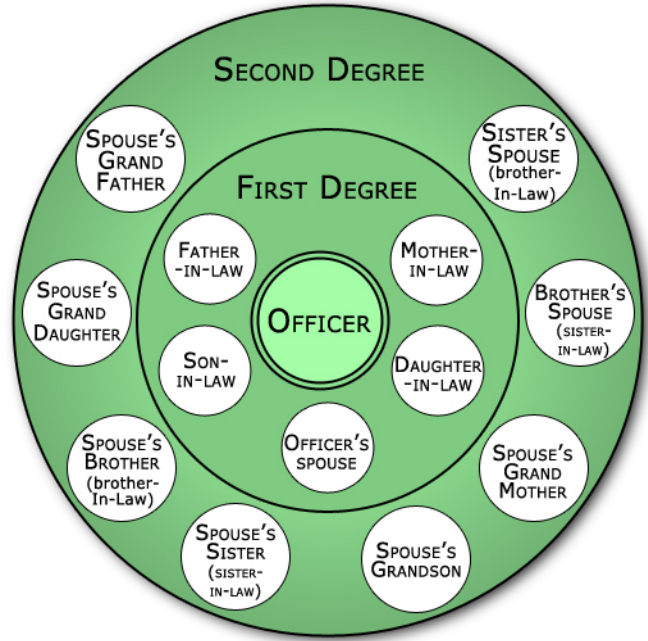 SECOND DEGREE
SPOUSE'S
GRAND
FATHER
SISTER'S
SPOUSE
(brother-
In-Law)
FIRST DEGREE
FATHER
-IN-LAW
MOTHER-
IN-LAW
SPOUSE'S
GRAND
DAUGHTER
OFFICER
BROTHER'S
SPOUSE
(SISTER-
IN-LAW)
SON-
IN-LAW
DAUGHTER
-IN-LAW
SPOUSE'S
BROTHER
(brother-
In-Law)
OFFICER'S
SPOUSE
SPOUSE'S
GRAND
MOTHER
SPOUSE'S
SISTER
(SISTER-
IN-LAW)
SPOUSE'S
GRANDSON